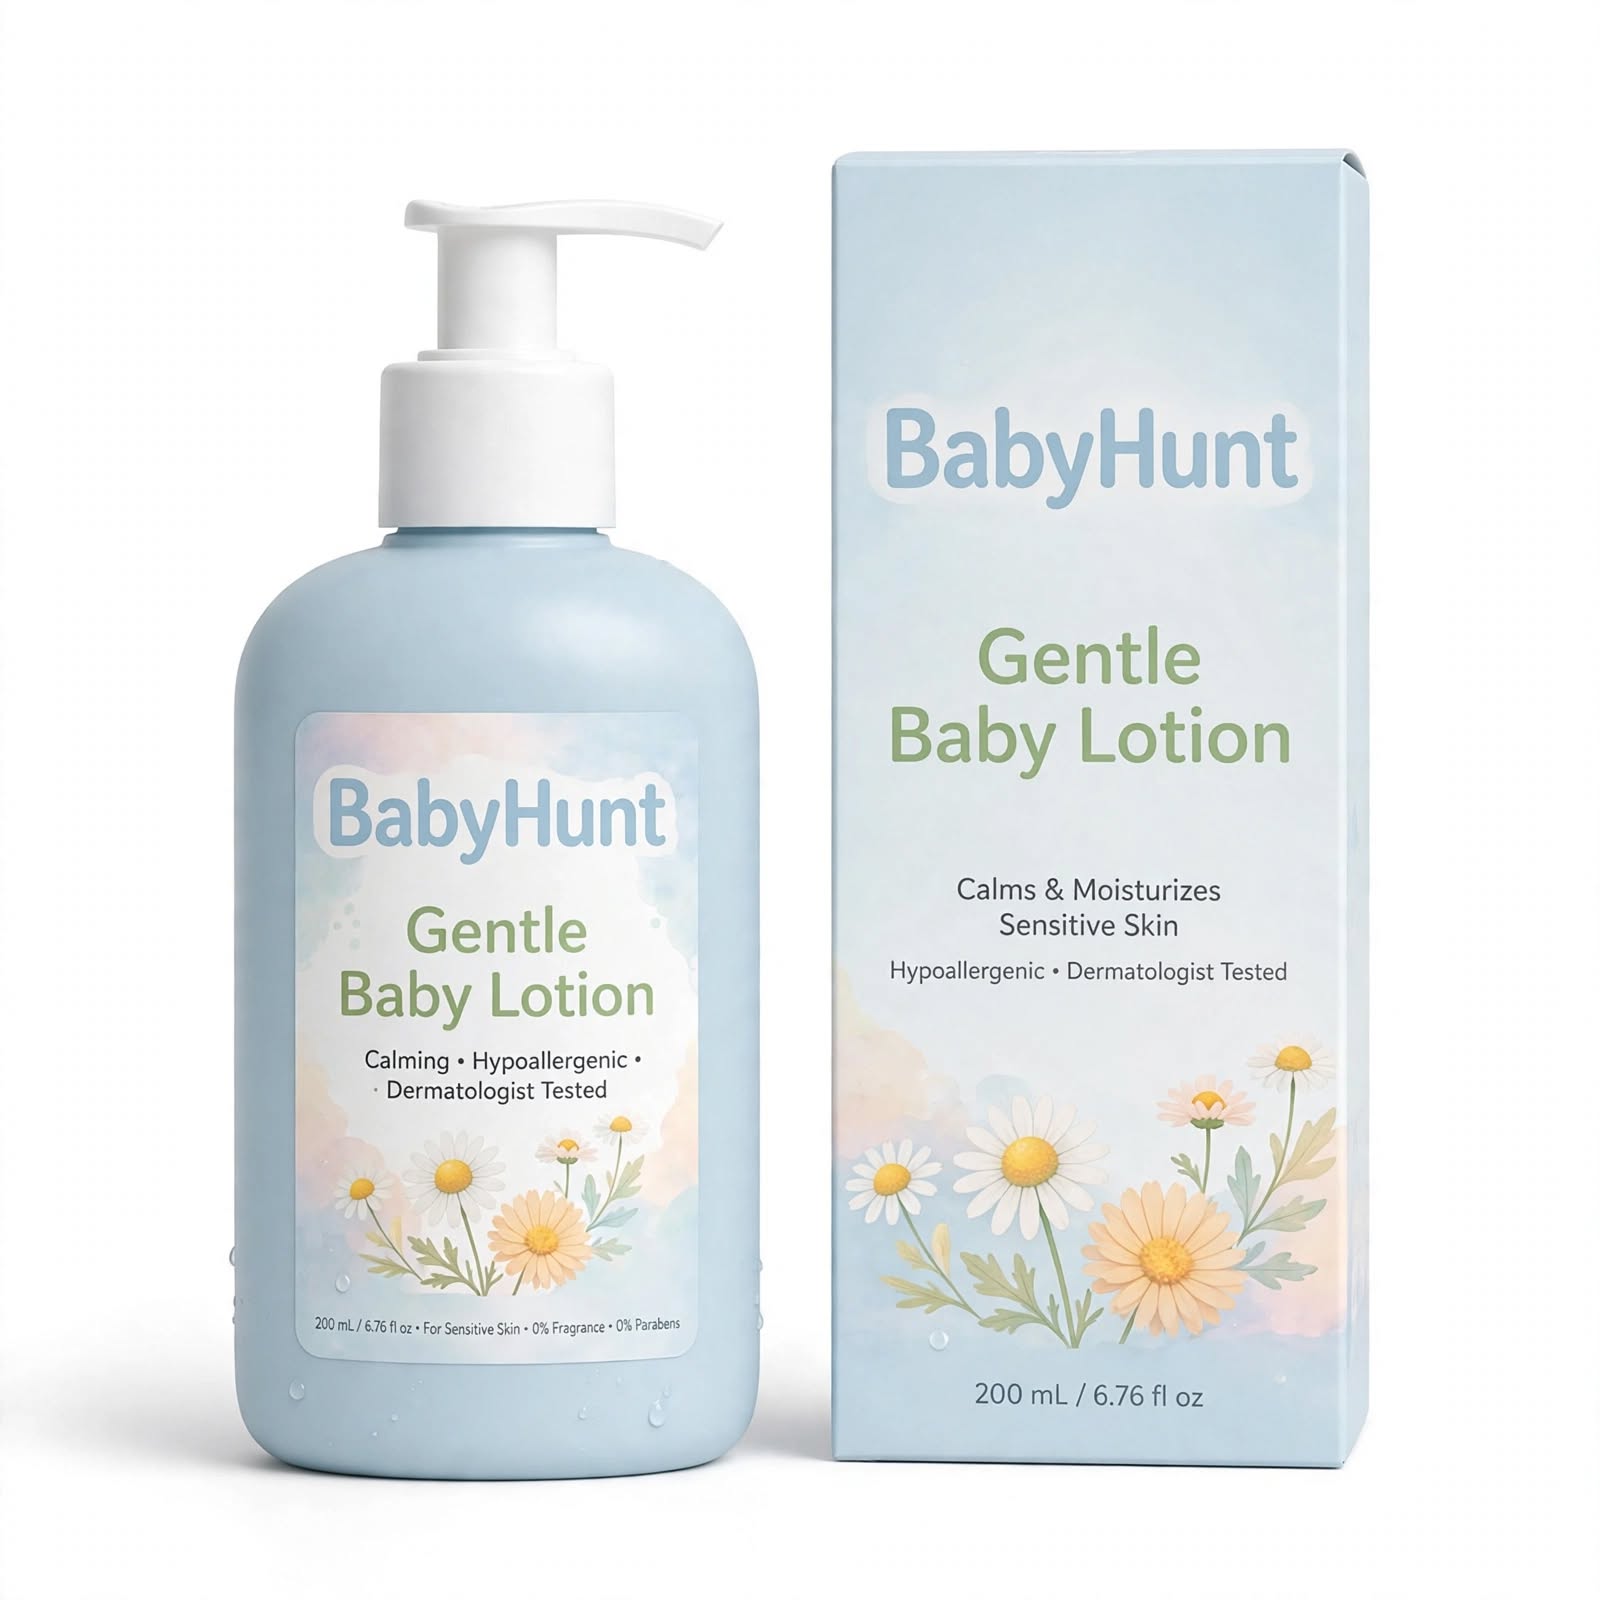 BabyHunt
Gentle
Baby Lotion
Calming • Hypoallergenic •
· Dermatologist Tested
200 mL / 6.76 fl oz • For Sensitive Skin • 0% Fragrance • 0% Parabens
BabyHunt
Gentle
Baby Lotion
Calms & Moisturizes
Sensitive Skin
Hypoallergenic • Dermatologist Tested
200 mL / 6.76 fl oz